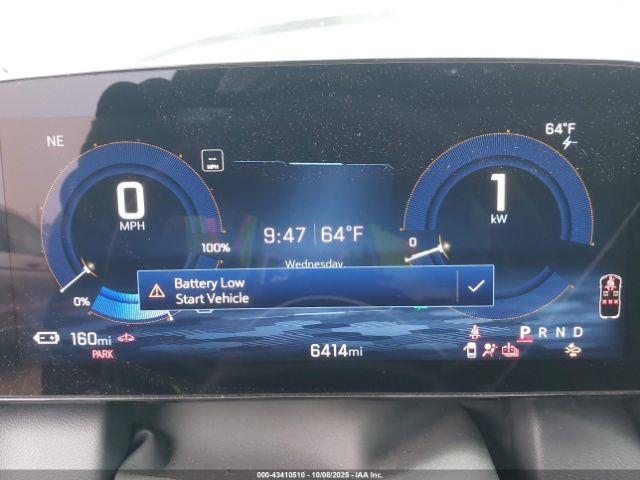 NE
64°F
--
MPH
0
MPH
1
kW
100%
0
9:47 | 64°F
Wednesday,
Battery Low
Start Vehicle
0%
160mi
PARK
6414mi
P R N D
000-43410510 - 10/08/2025 - IAA Inc.